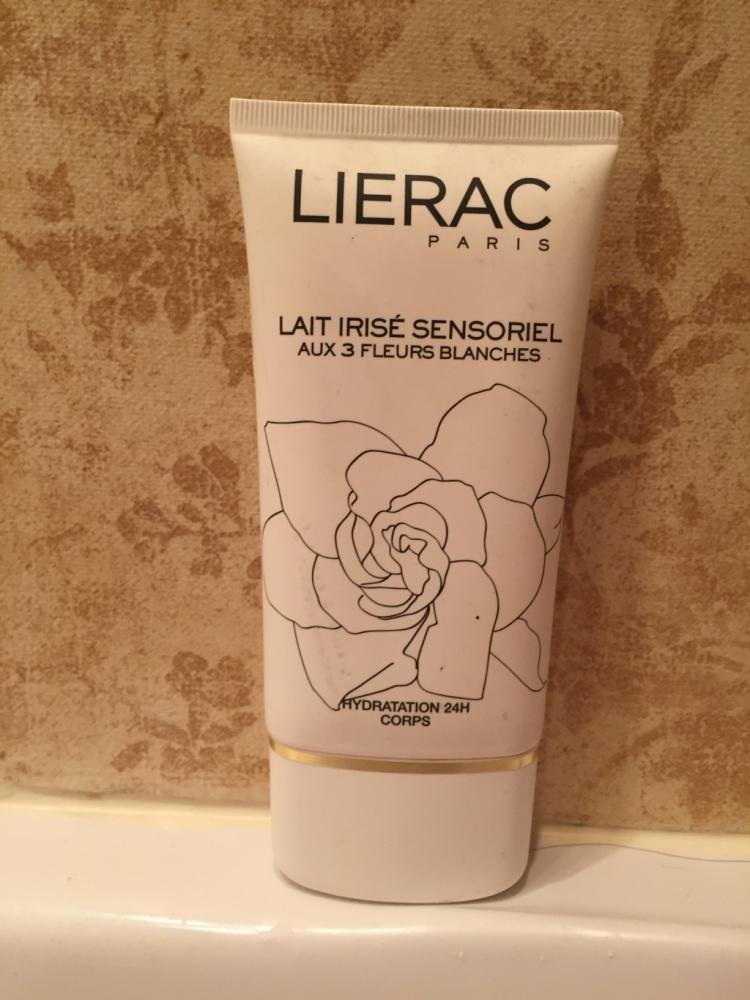 LIERAC
PARIS
LAIT IRISÉ SENSORIEL
AUX 3 FLEURS BLANCHES
HYDRATATION 24H
CORPS